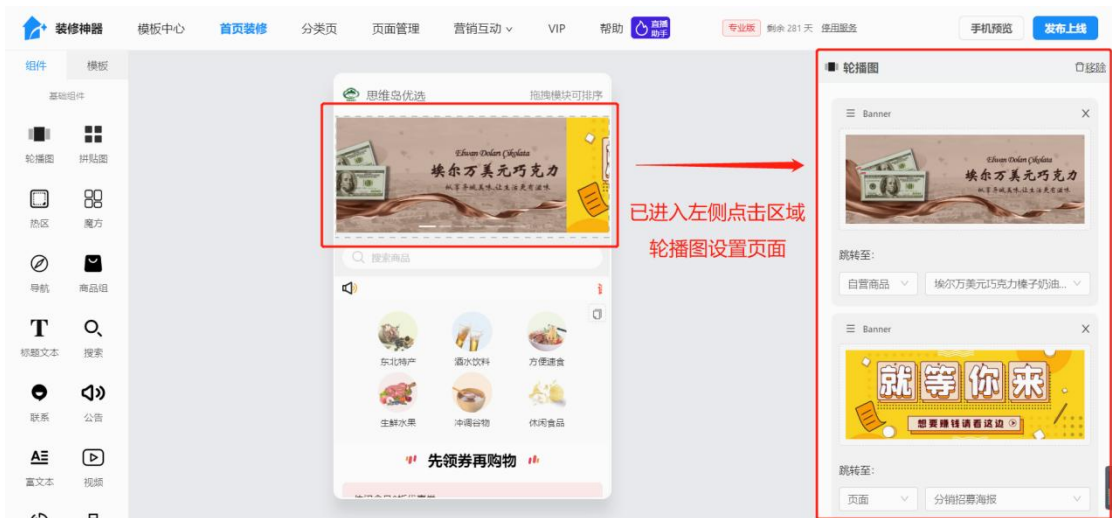 装修神器 模板中心 首页装修 分类页 页面管理 营销互动 VIP 帮助 直播助手 专业版 剩余 281 天 使用服务 手机预览 发布上线
组件 模板
基础组件
轮播图 拼贴图
热区 魔方
导航 商品组
标题文本 搜索
联系 公告
富文本 视频
思维岛优选 拖拽模块可排序
Elwan Dolan Çikolata
埃尔万美元巧克力
搜索商品
东北特产 酒水饮料 方便速食
生鲜水果 冲调谷物 休闲食品
先领券再购物
已进入左侧点击区域
轮播图设置页面
轮播图 移除
Banner X
Elwan Dolan Çikolata
埃尔万美元巧克力
跳转至:
自营商品 埃尔万美元巧克力榛子奶油...
Banner X
就等你来
想要赚钱请看这边
跳转至:
页面 分销招募海报